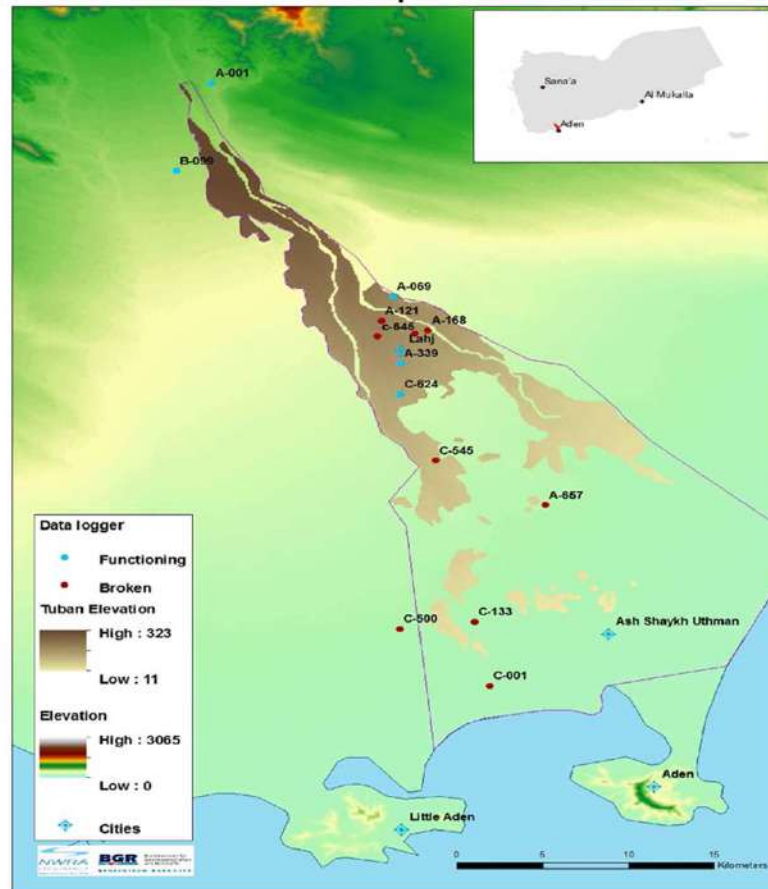 A-001
Sana'a
Al Mukalla
Aden
B-099
A-069
A-121
A-168
c-645
Lahj
A-339
C-624
C-545
A-657
Data logger
Functioning
Broken
Tuban Elevation
High : 323
Low : 11
C-500
C-133
Ash Shaykh Uthman
C-001
Elevation
High : 3065
Low : 0
Aden
Cities
Little Aden
NWRA
BGR
0 5 10 15
Kilometers